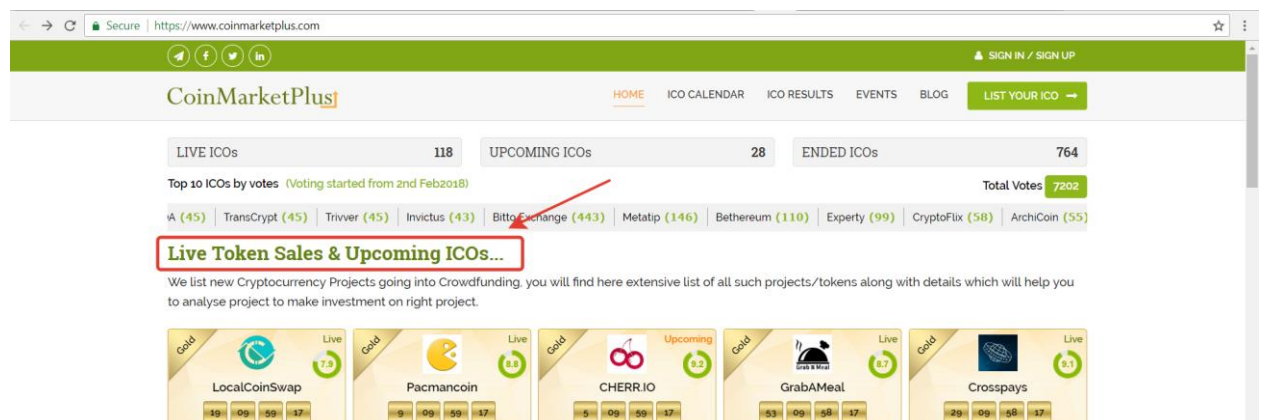 Secure | https://www.coinmarketplus.com
SIGN IN / SIGN UP
CoinMarketPlus
HOME ICO CALENDAR ICO RESULTS EVENTS BLOG LIST YOUR ICO
LIVE ICOs 118 UPCOMING ICOs 28 ENDED ICOs 764
Top 10 ICOs by votes (Voting started from 2nd Feb2018) Total Votes 7202
(45) TransCrypt (45) Trivver (45) Invictus (43) Bitto Exchange (443) Metatip (146) Bethereum (110) Experty (99) CryptoFlix (58) ArchiCoin (55)
Live Token Sales & Upcoming ICOs...
We list new Cryptocurrency Projects going into Crowdfunding, you will find here extensive list of all such projects/tokens along with details which will help you
to analyse project to make investment on right project.
Gold Live Gold Live Gold Upcoming Gold Live Gold Live
7.9 8.8 9.2 Grab A Meal 8.7 9.1
LocalCoinSwap Pacmancoin CHERR.IO GrabAMeal Crosspays
19 09 59 17 9 09 59 17 5 09 59 17 53 09 58 17 29 09 58 17